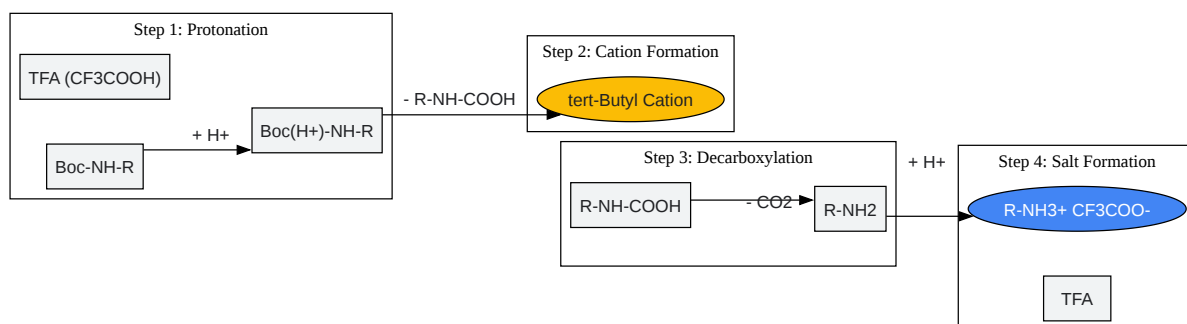 Step 1: Protonation
TFA (CF3COOH)
Boc-NH-R
+ H+
Boc(H+)-NH-R
- R-NH-COOH
Step 2: Cation Formation
tert-Butyl Cation
Step 3: Decarboxylation
R-NH-COOH
- CO2
R-NH2
+ H+
Step 4: Salt Formation
R-NH3+ CF3COO-
TFA